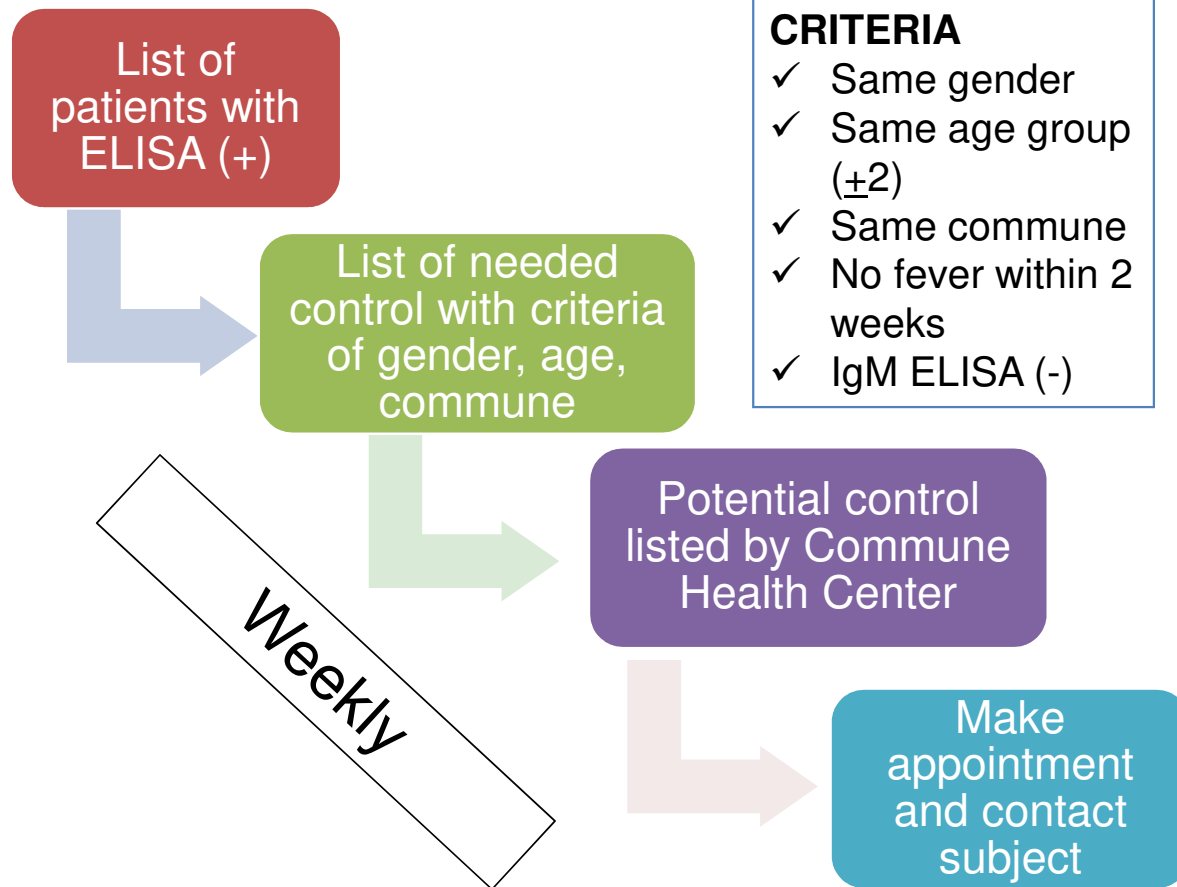 List of
patients with
ELISA (+)
CRITERIA
✓ Same gender
✓ Same age group
(±2)
✓ Same commune
✓ No fever within 2
weeks
✓ IgM ELISA (-)
List of needed
control with criteria
of gender, age,
commune
Potential control
listed by Commune
Health Center
Weekly
Make
appointment
and contact
subject